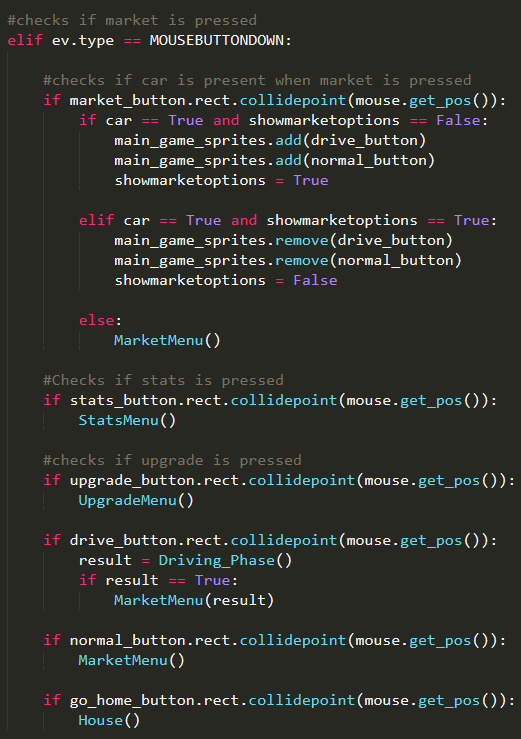 #checks if market is pressed
elif ev.type == MOUSEBUTTONDOWN:
#checks if car is present when market is pressed
if market_button.rect.collidepoint(mouse.get_pos()):
if car == True and showmarketoptions == False:
main_game_sprites.add(drive_button)
main_game_sprites.add(normal_button)
showmarketoptions = True
elif car == True and showmarketoptions == True:
main_game_sprites.remove(drive_button)
main_game_sprites.remove(normal_button)
showmarketoptions = False
else:
MarketMenu()
#Checks if stats is pressed
if stats_button.rect.collidepoint(mouse.get_pos()):
StatsMenu()
#checks if upgrade is pressed
if upgrade_button.rect.collidepoint(mouse.get_pos()):
UpgradeMenu()
if drive_button.rect.collidepoint(mouse.get_pos()):
result = Driving_Phase()
if result == True:
MarketMenu(result)
if normal_button.rect.collidepoint(mouse.get_pos()):
MarketMenu()
if go_home_button.rect.collidepoint(mouse.get_pos()):
House()